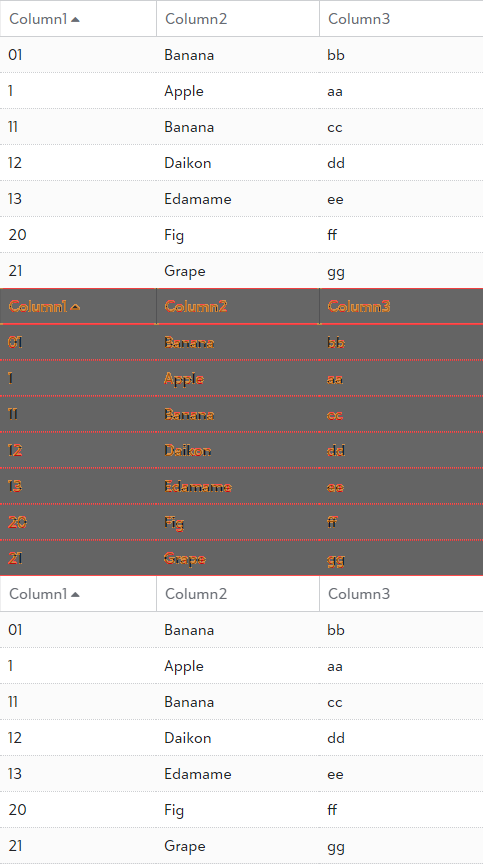 Column1 Column2 Column3
01 Banana bb
1 Apple aa
11 Banana cc
12 Daikon dd
13 Edamame ee
20 Fig ff
21 Grape gg
Column1 Column2 Column3
01 Banana bb
1 Apple aa
11 Banana cc
12 Daikon dd
13 Edamame ee
20 Fig ff
21 Grape gg
Column1 Column2 Column3
01 Banana bb
1 Apple aa
11 Banana cc
12 Daikon dd
13 Edamame ee
20 Fig ff
21 Grape gg